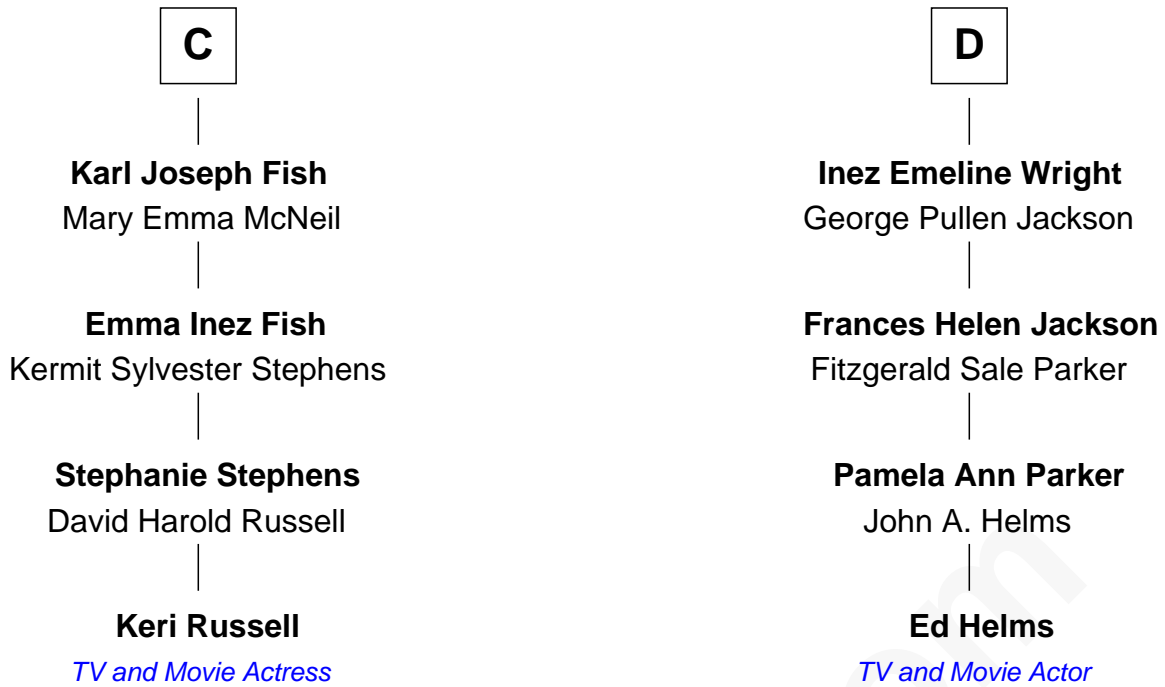 C
D
Karl Joseph Fish
Mary Emma McNeil
Inez Emeline Wright
George Pullen Jackson
Emma Inez Fish
Kermit Sylvester Stephens
Frances Helen Jackson
Fitzgerald Sale Parker
Stephanie Stephens
David Harold Russell
Pamela Ann Parker
John A. Helms
Keri Russell
TV and Movie Actress
Ed Helms
TV and Movie Actor